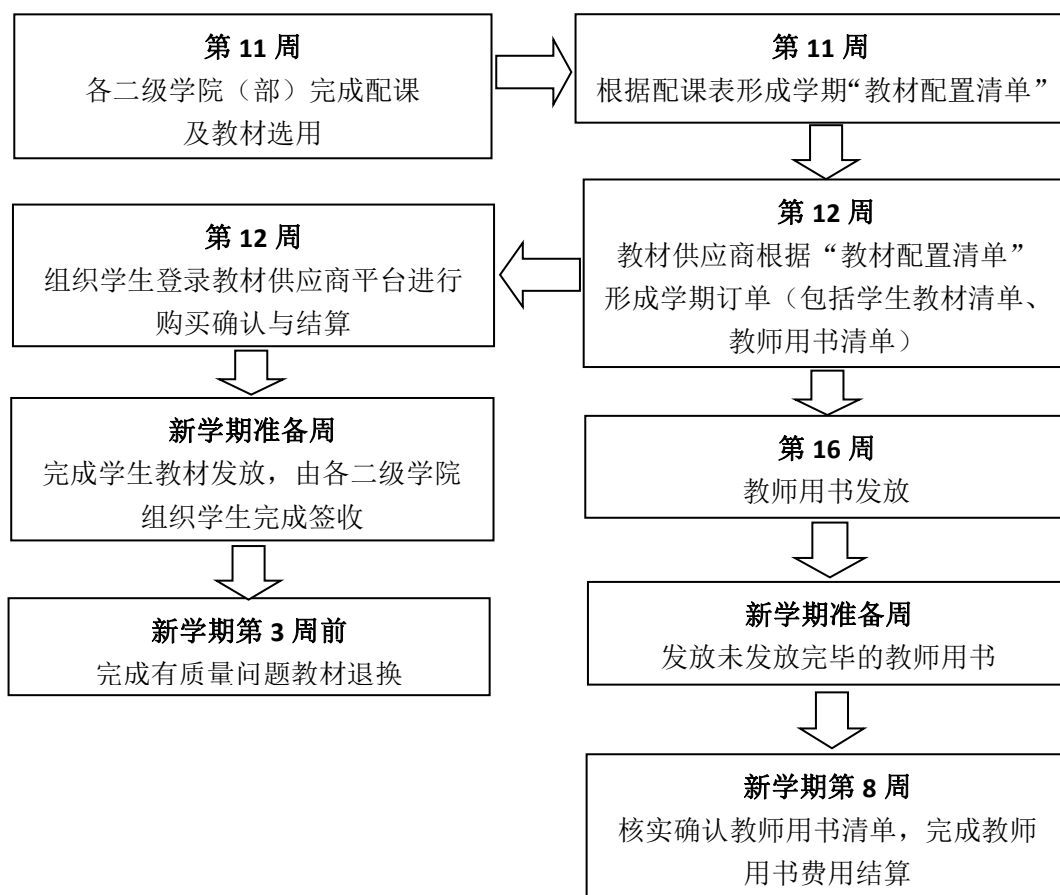 第 11 周
各二级学院（部）完成配课
及教材选用
第 11 周
根据配课表形成学期“教材配置清单”
第 12 周
教材供应商根据“教材配置清单”
形成学期订单（包括学生教材清单、
教师用书清单）
第 12 周
组织学生登录教材供应商平台进行
购买确认与结算
新学期准备周
完成学生教材发放，由各二级学院
组织学生完成签收
新学期第 3 周前
完成有质量问题教材退换
第 16 周
教师用书发放
新学期准备周
发放未发放完毕的教师用书
新学期第 8 周
核实确认教师用书清单，完成教师
用书费用结算